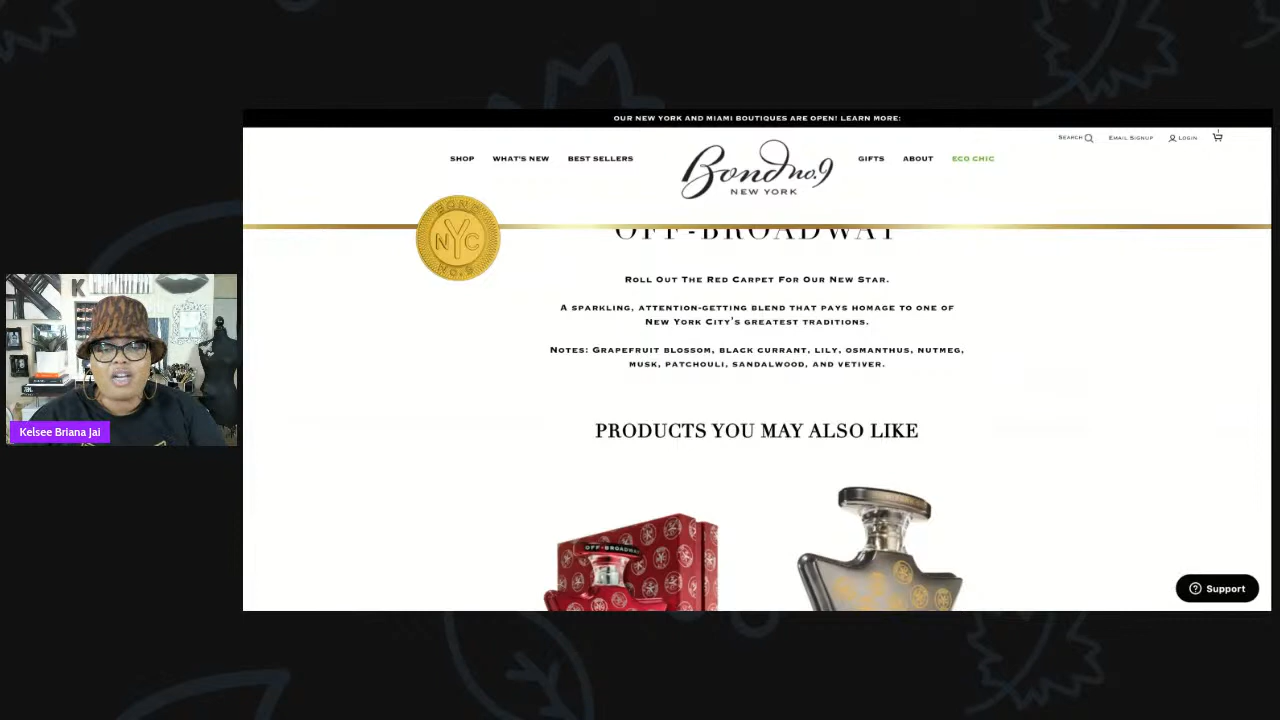 OUR NEW YORK AND MIAMI BOUTIQUES ARE OPEN! LEARN MORE:
SEARCH EMAIL SIGNUP LOGIN 1
SHOP WHAT'S NEW BEST SELLERS
Bond no.9
NEW YORK
GIFTS ABOUT ECO CHIC
BOND
NYC
NO.9
OFF-BROADWAY
ROLL OUT THE RED CARPET FOR OUR NEW STAR.
A SPARKLING, ATTENTION-GETTING BLEND THAT PAYS HOMAGE TO ONE OF
NEW YORK CITY'S GREATEST TRADITIONS.
NOTES: GRAPEFRUIT BLOSSOM, BLACK CURRANT, LILY, OSMANTHUS, NUTMEG,
MUSK, PATCHOULI, SANDALWOOD, AND VETIVER.
K
Kelsee Briana Jai
PRODUCTS YOU MAY ALSO LIKE
OFF-BROADWAY
Support